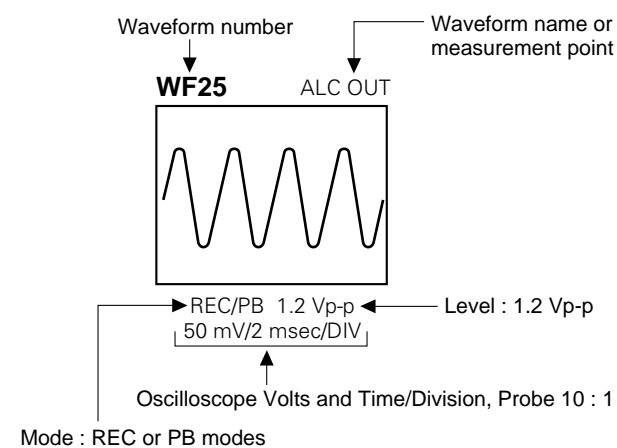 Waveform number
Waveform name or
measurement point
WF25
ALC OUT
REC/PB 1.2 Vp-p
Level : 1.2 Vp-p
50 mV/2 msec/DIV
Oscilloscope Volts and Time/Division, Probe 10 : 1
Mode : REC or PB modes